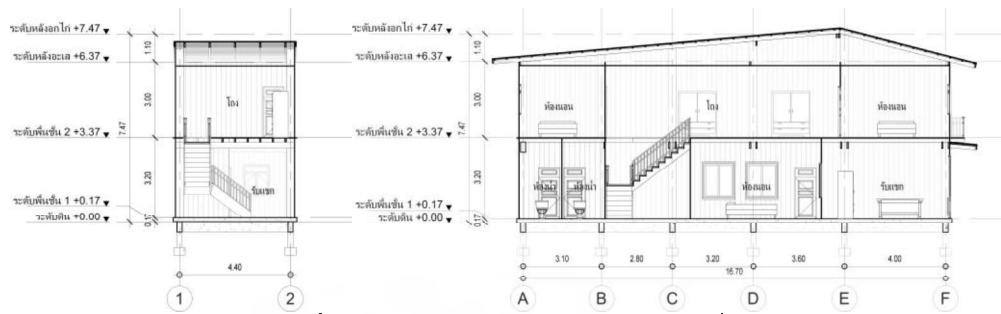 ระดับหลังอกไก่ +7.47
ระดับหลังอะเส +6.37
ระดับพื้นชั้น 2 +3.37
ระดับพื้นชั้น 1 +0.17
ระดับดิน +0.00
1.10
3.00
7.47
3.20
0.17
โถง
รับแขก
4.40
1
2
ระดับหลังอกไก่ +7.47
ระดับหลังอะเส +6.37
ระดับพื้นชั้น 2 +3.37
ระดับพื้นชั้น 1 +0.17
ระดับดิน +0.00
1.10
3.00
7.47
3.20
0.17
ห้องนอน
โถง
ห้องนอน
ห้องน้ำ
ห้องน้ำ
ห้องนอน
รับแขก
3.10
2.80
3.20
3.60
4.00
16.70
A
B
C
D
E
F